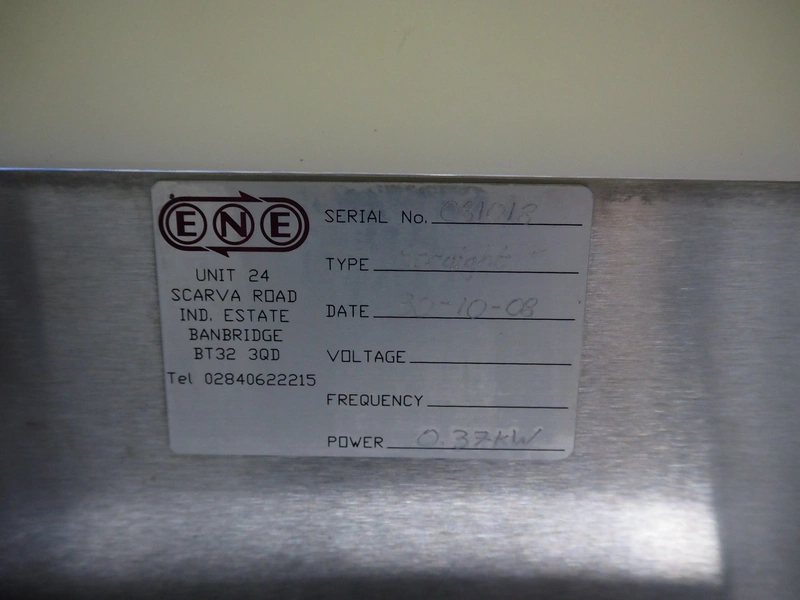 ENE
UNIT 24
SCARVA ROAD
IND. ESTATE
BANBRIDGE
BT32 3QD
Tel 02840622215
SERIAL No.
TYPE Straight
DATE 30-10-08
VOLTAGE
FREQUENCY
POWER 0.37KW